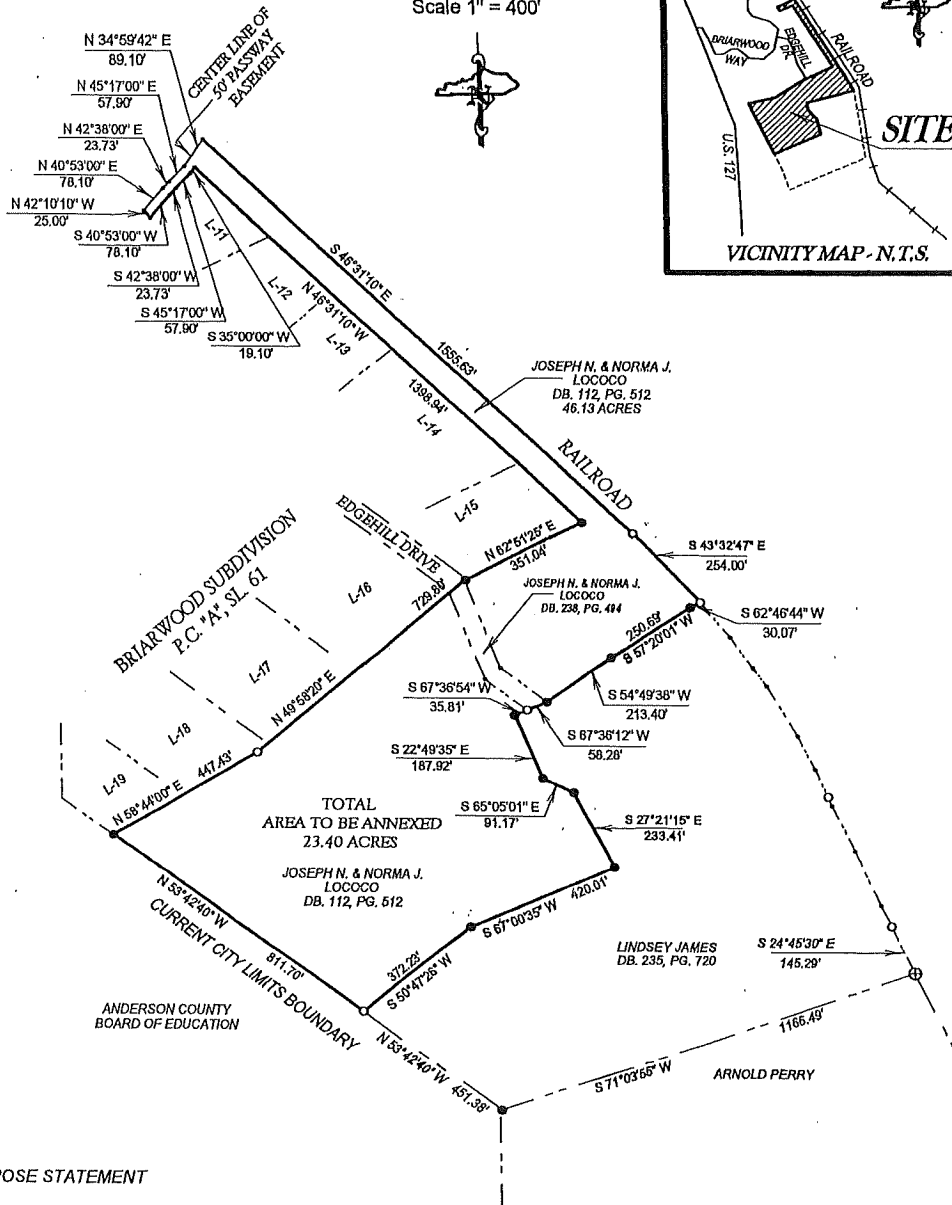 Scale 1" = 400'
N 34°59'42" E
89.10'
CENTER LINE OF
50' PASSWAY
EASEMENT
N 45°17'00" E
57.90'
N 42°38'00" E
23.73'
N 40°53'00" E
78.10'
N 42°10'10" W
25.00'
S 40°53'00" W
78.10'
S 42°38'00" W
23.73'
S 45°17'00" W
57.90'
S 35°00'00" W
19.10'
L-11
L-12
L-13
L-14
L-15
S 46°31'10" E
1555.63'
N 46°31'10" W
1398.94'
BRIARWOOD
WAY
EDGEHILL
DR.
RAILROAD
U.S. 127
SITE
VICINITY MAP - N.T.S.
JOSEPH N. & NORMA J.
LOCOCO
DB. 112, PG. 512
46.13 ACRES
RAILROAD
S 43°32'47" E
254.00'
EDGEHILL DRIVE
N 62°51'25" E
351.04'
BRIARWOOD SUBDIVISION
P.C. "A", SL. 61
L-16
L-17
L-18
L-19
729.80'
N 49°58'20" E
JOSEPH N. & NORMA J.
LOCOCO
DB. 238, PG. 494
S 62°46'44" W
30.07'
250.69'
S 57°20'01" W
S 54°49'38" W
213.40'
S 67°36'54" W
35.81'
S 67°36'12" W
58.28'
S 22°49'35" E
187.92'
S 65°05'01" E
91.17'
S 27°21'15" E
233.41'
447.43'
N 58°44'00" E
TOTAL
AREA TO BE ANNEXED
23.40 ACRES
JOSEPH N. & NORMA J.
LOCOCO
DB. 112, PG. 512
S 67°00'35" W 420.01'
372.23'
S 50°47'26" W
N 53°42'40" W
811.70'
CURRENT CITY LIMITS BOUNDARY
ANDERSON COUNTY
BOARD OF EDUCATION
LINDSEY JAMES
DB. 235, PG. 720
S 24°45'30" E
145.29'
N 53°42'40" W 451.38'
1166.49'
S 71°03'55" W
ARNOLD PERRY
OSE STATEMENT